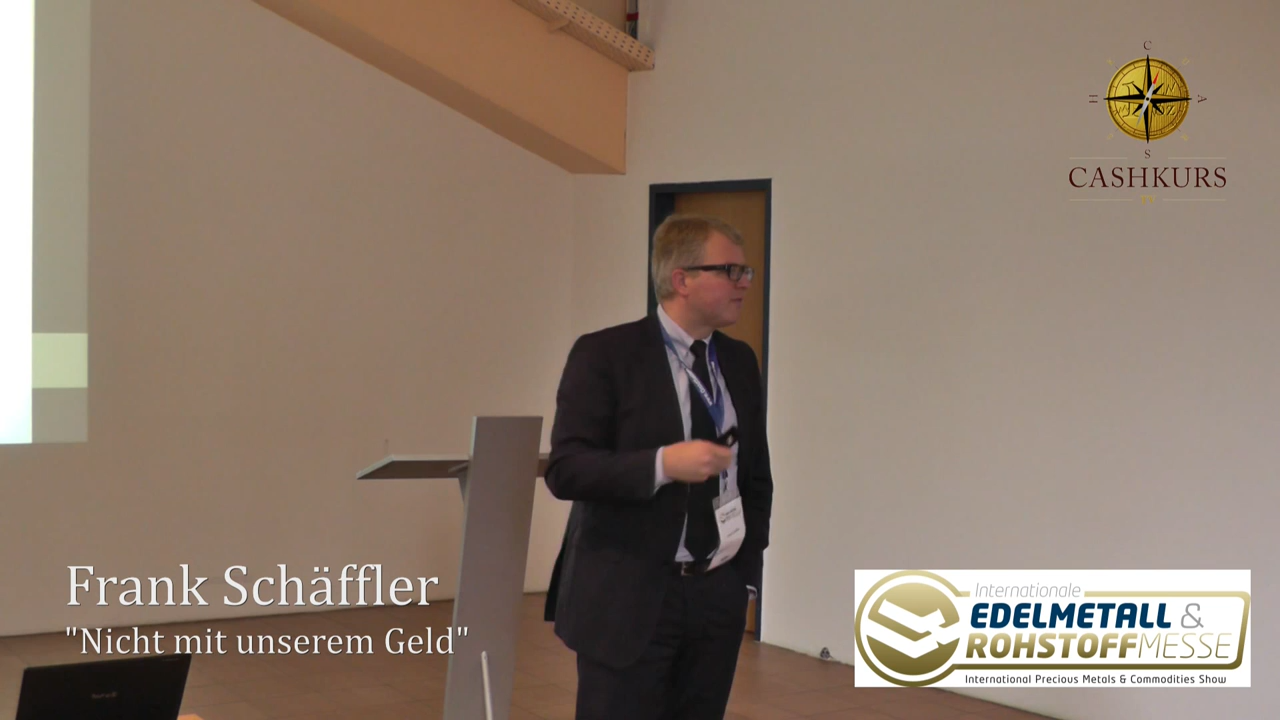 C
H
A
S
CASHKURS
Frank Schäffler
"Nicht mit unserem Geld"
Internationale
EDELMETALL &
ROHSTOFFMESSE
International Precious Metals & Commodities Show